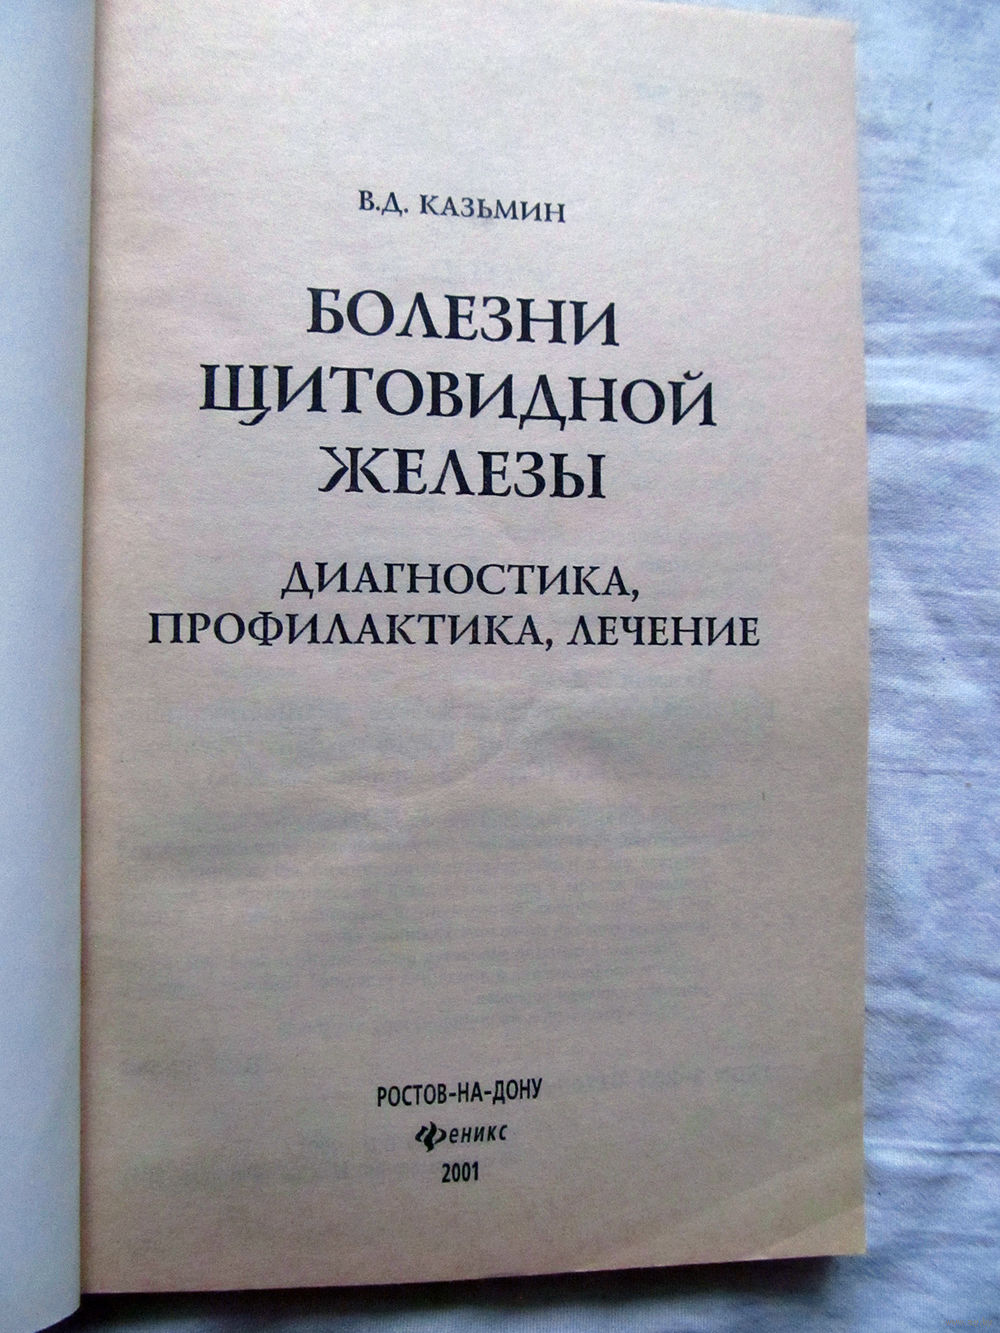 В.Д. КАЗЬМИН
БОЛЕЗНИ
ЩИТОВИДНОЙ
ЖЕЛЕЗЫ
ДИАГНОСТИКА,
ПРОФИЛАКТИКА, ЛЕЧЕНИЕ
РОСТОВ-НА-ДОНУ
Феникс
2001